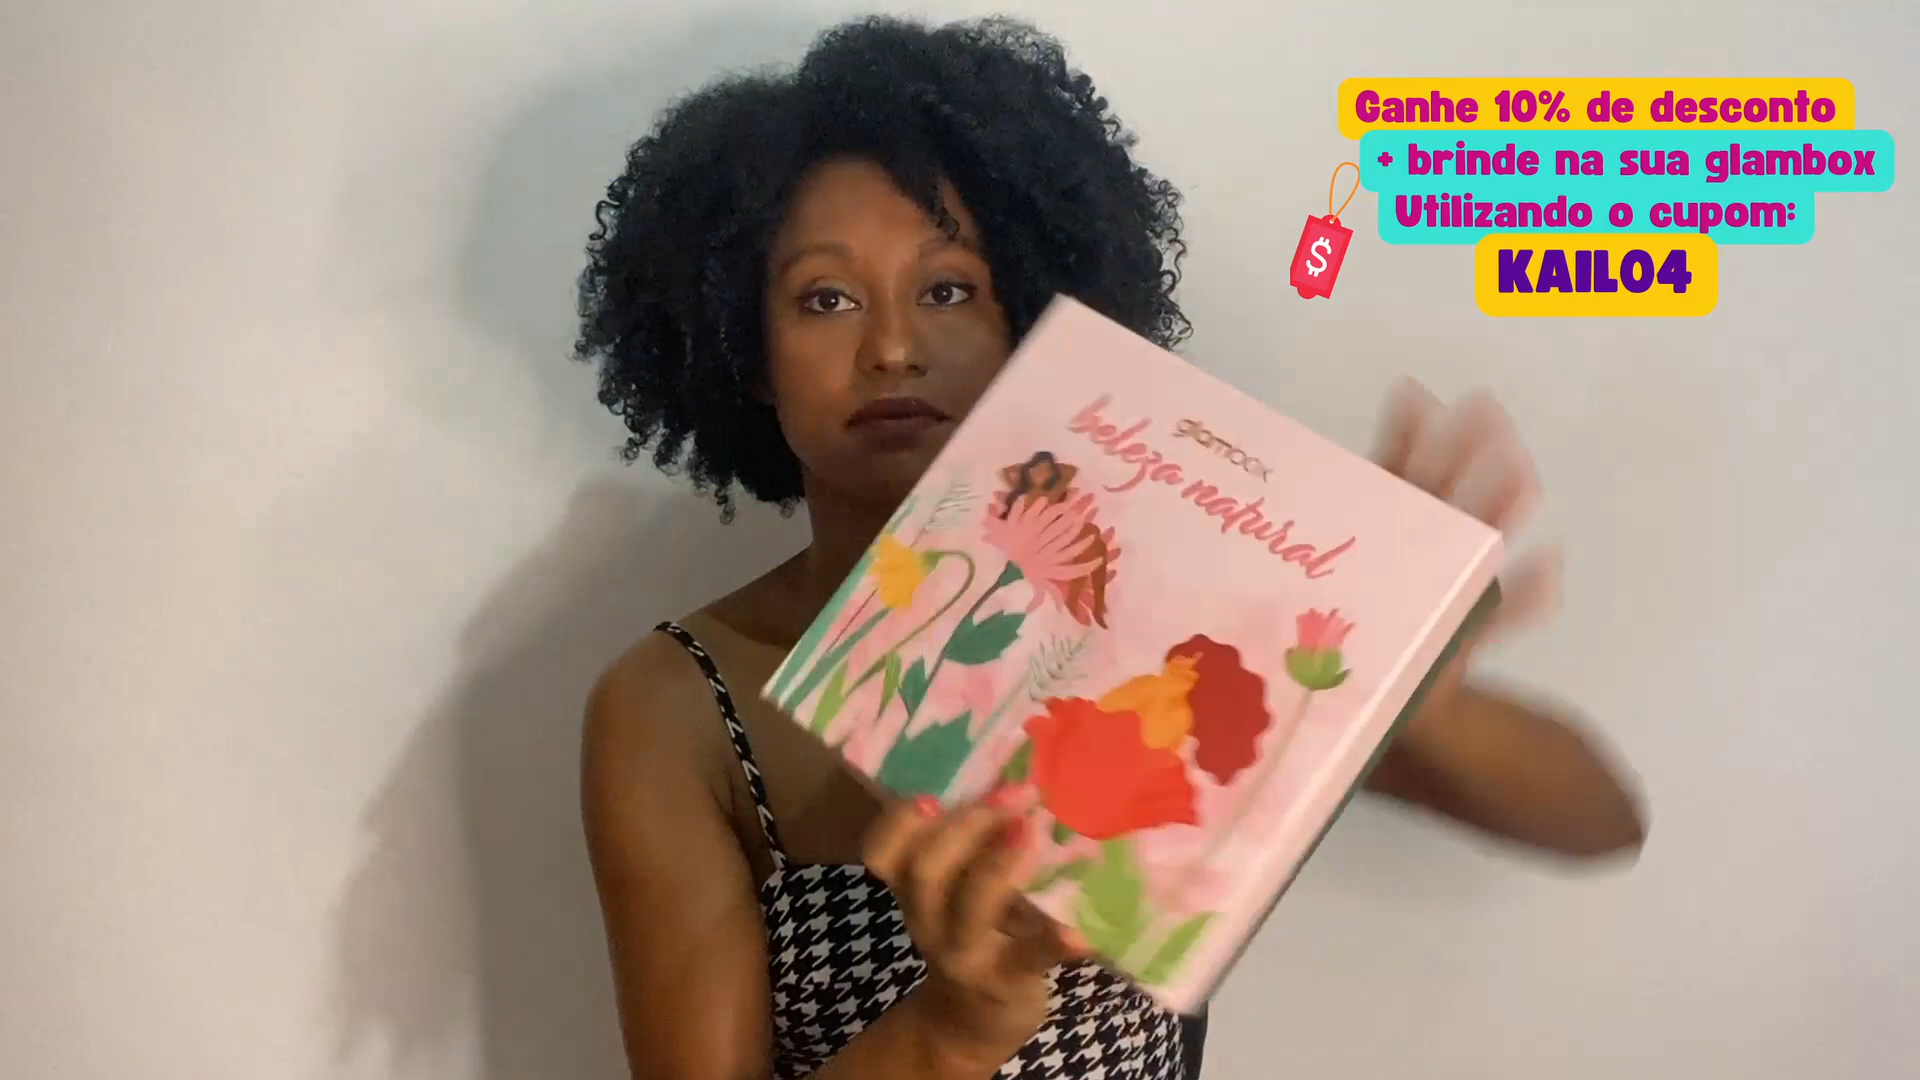 Ganhe 10% de desconto
+ brinde na sua glambox
Utilizando o cupom:
KAIL04
$
glambox
beleza natural